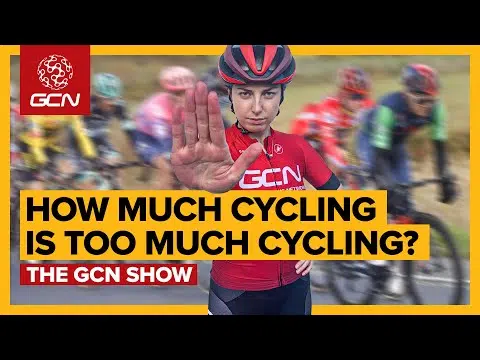 GCN
GCN
HOW MUCH CYCLING
IS TOO MUCH CYCLING?
THE GCN SHOW